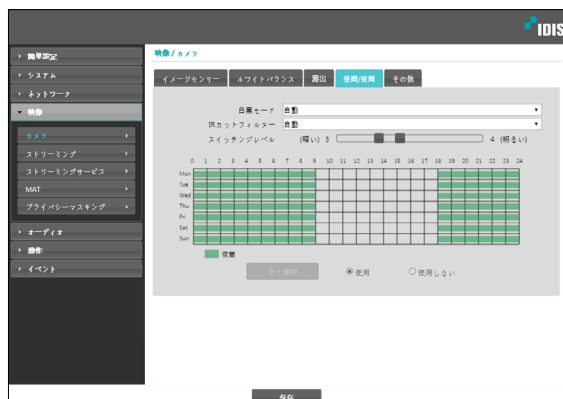 IDIS
簡単設定
システム
ネットワーク
映像
カメラ
ストリーミング
ストリーミングサービス
MAT
プライバシーマスキング
オーディオ
動作
イベント
映像 / カメラ
イメージセンサー ホワイトバランス 露出 昼間/夜間 その他
白黒モード 自動
IRカットフィルター 自動
スイッチングレベル (暗い) 3 4 (明るい)
0 1 2 3 4 5 6 7 8 9 10 11 12 13 14 15 16 17 18 19 20 21 22 23 24
Mon
Tue
Wed
Thu
Fri
Sat
Sun
夜間
全て選択 使用 使用しない
保存